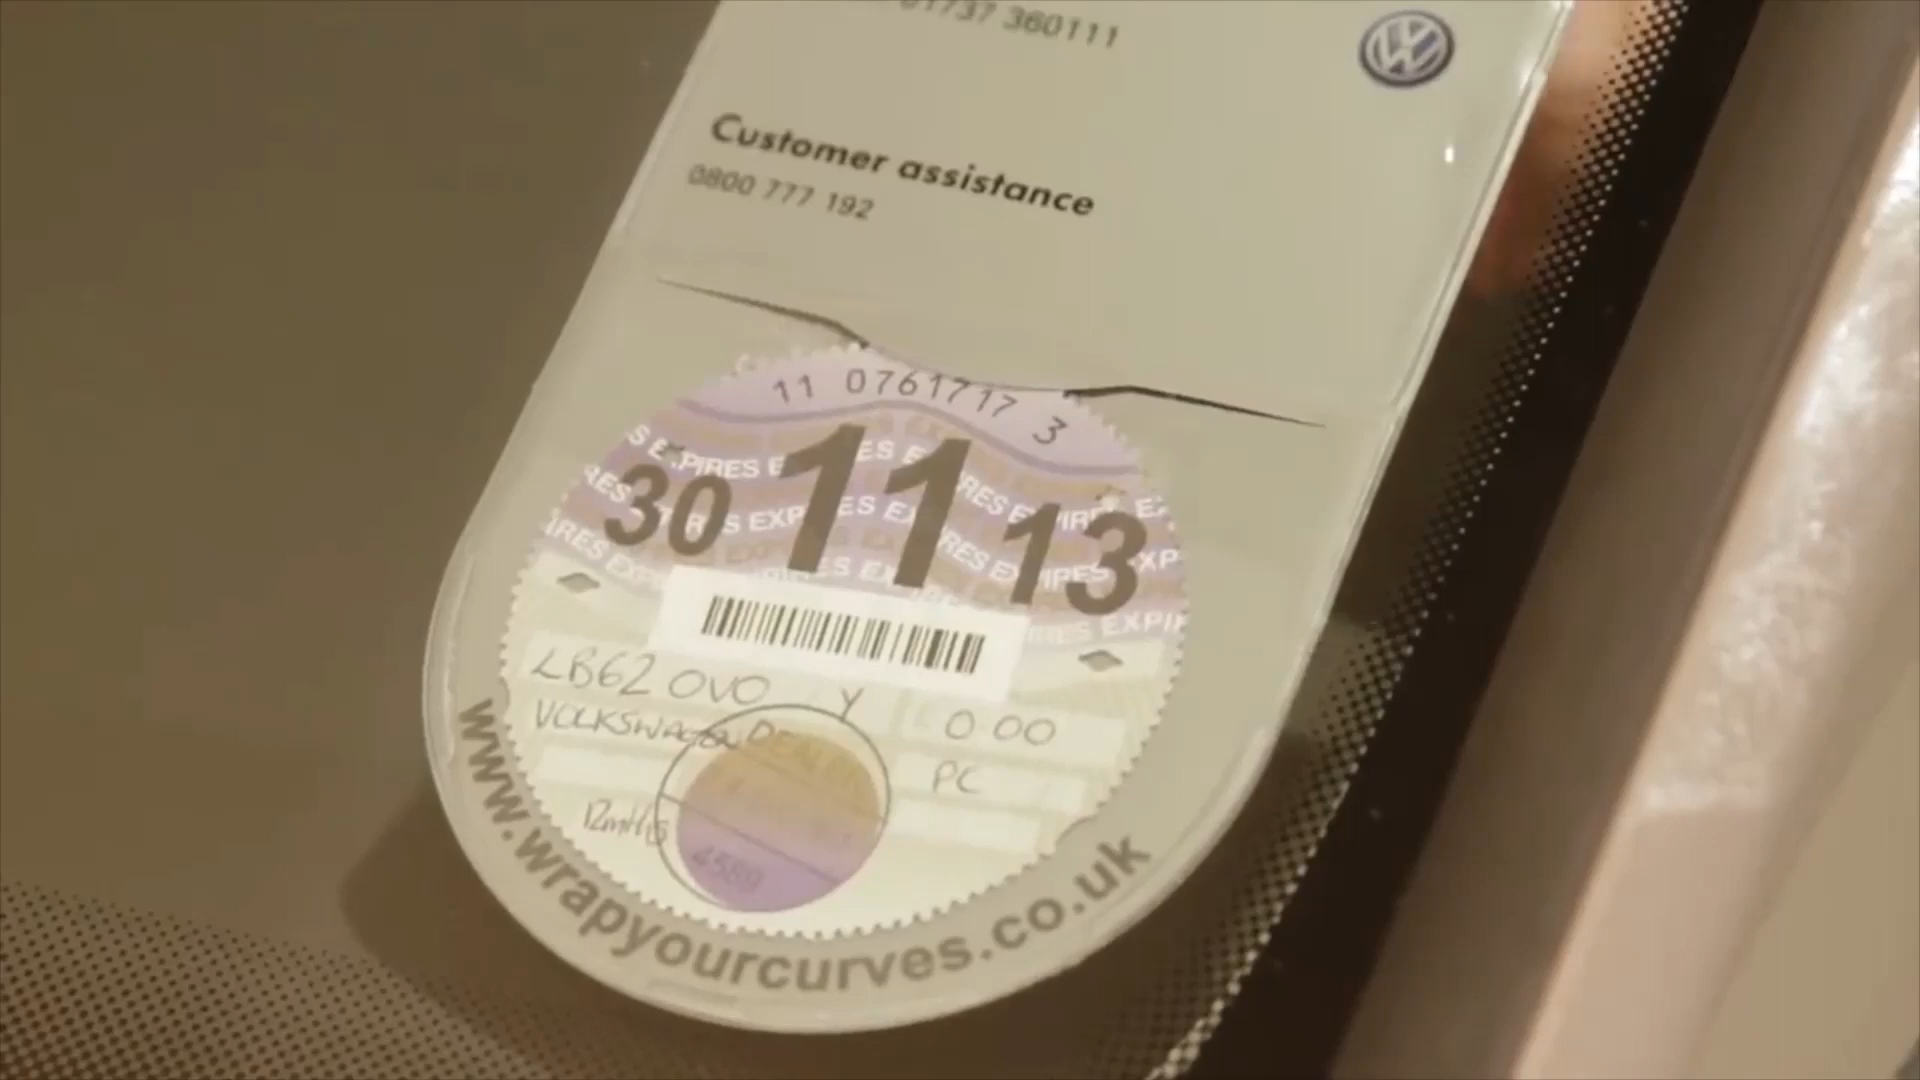 01737 360111
Customer assistance
0800 777 192
11 0761717 3
30 11 13
LB62 OVO Y
0 00
VOLKSWAGEN
PC
12mths
4589
www.wrapyourcurves.co.uk